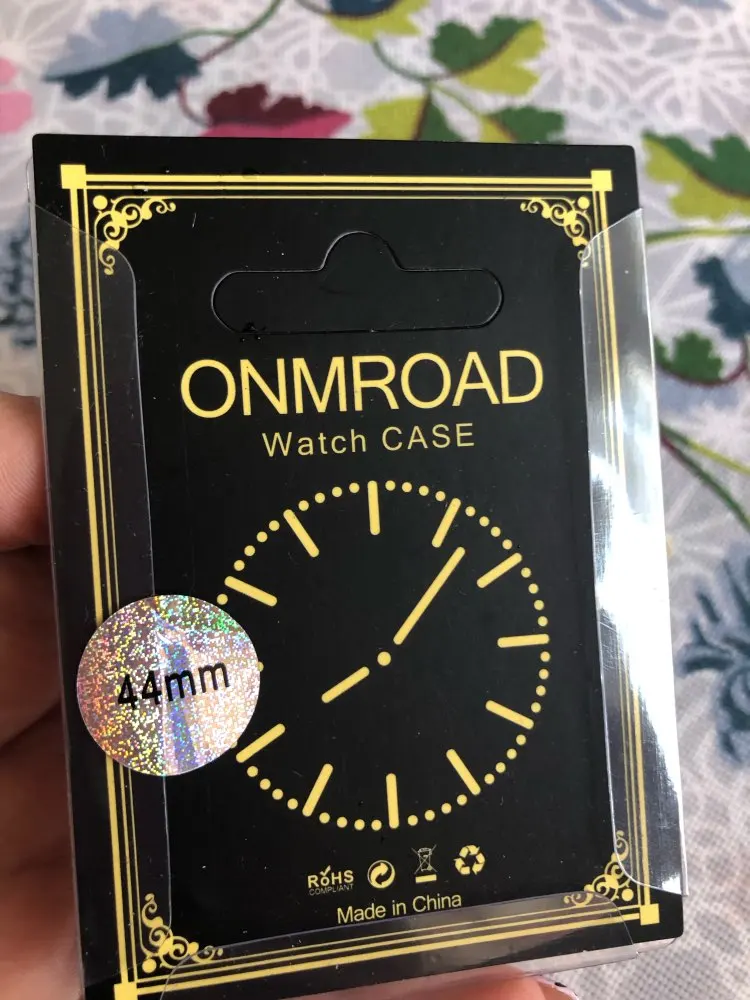 ONMROAD
Watch CASE
44mm
RoHS
COMPLIANT
Made in China